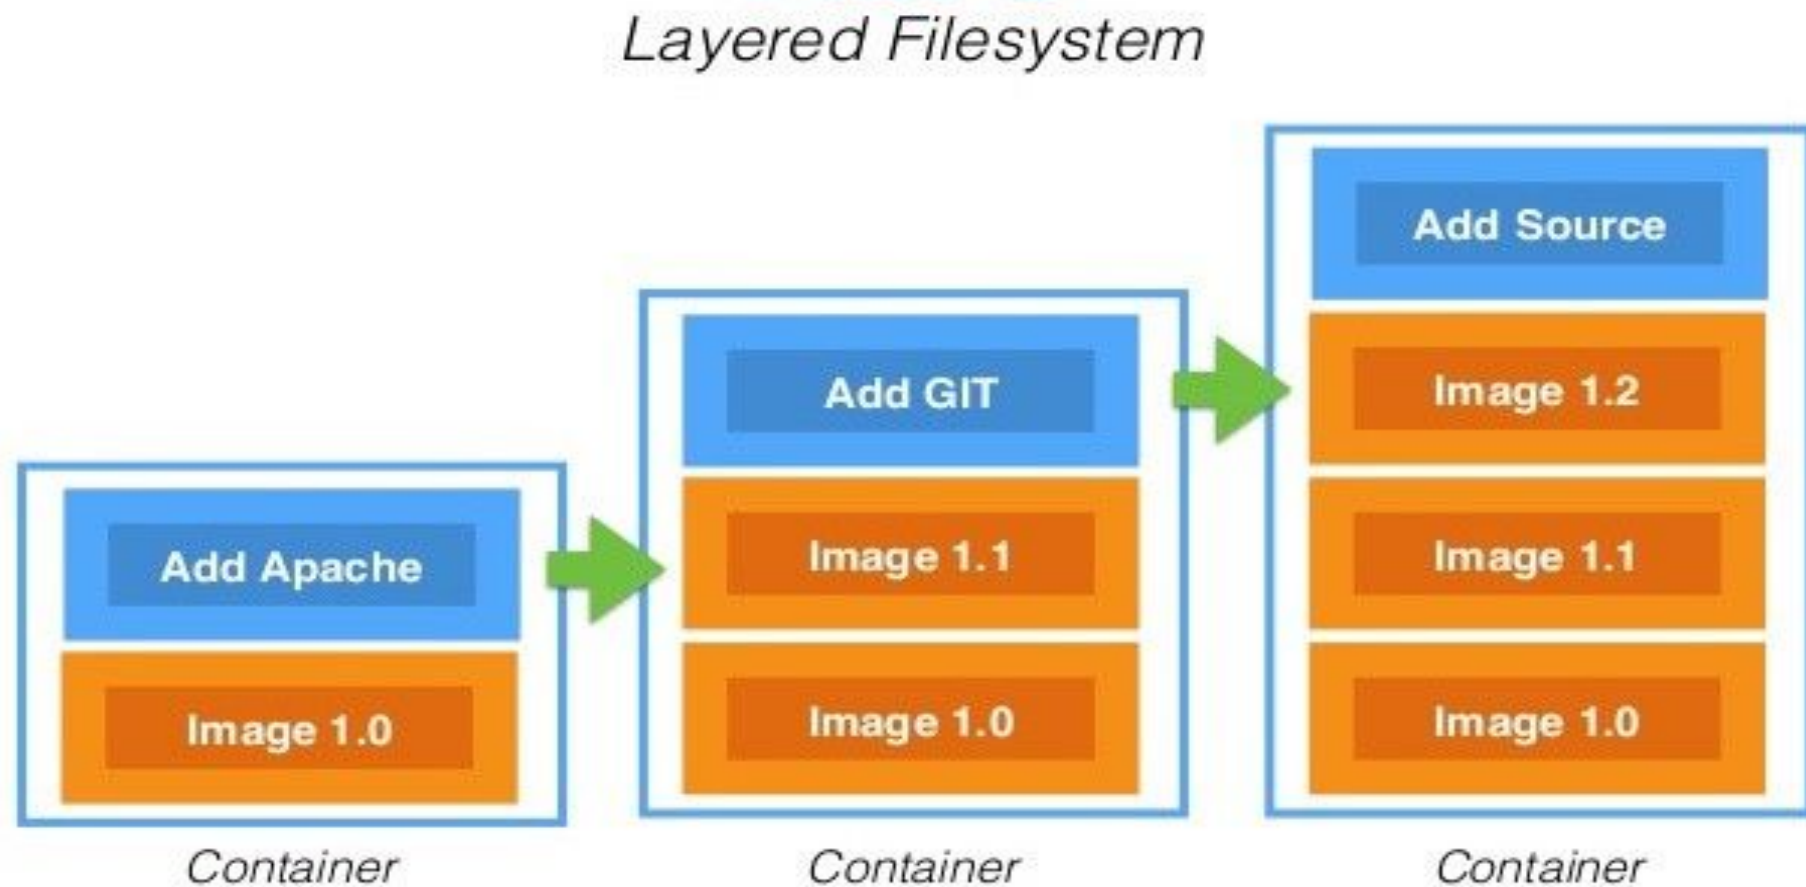 Layered Filesystem
Add Apache
Image 1.0
Container
Add GIT
Image 1.1
Image 1.0
Container
Add Source
Image 1.2
Image 1.1
Image 1.0
Container